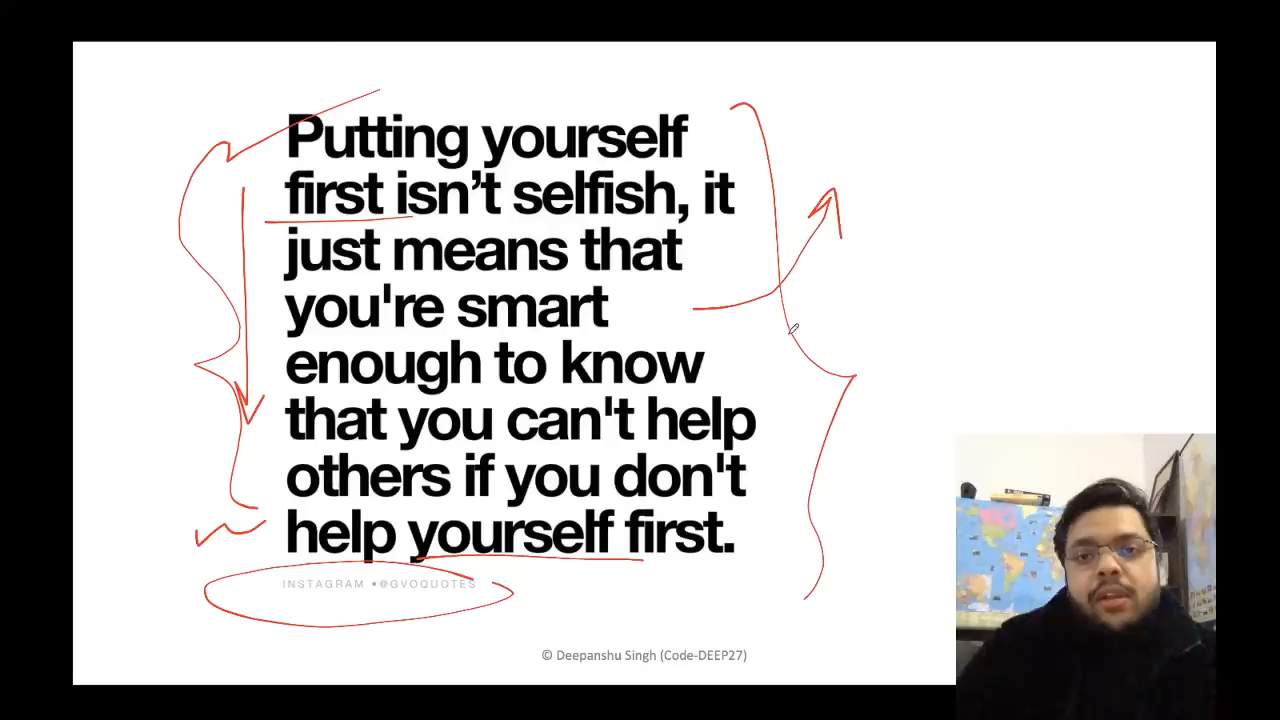 Putting yourself
first isn't selfish, it
just means that
you're smart
enough to know
that you can't help
others if you don't
help yourself first.
INSTAGRAM •@GVOQUOTES
© Deepanshu Singh (Code-DEEP27)